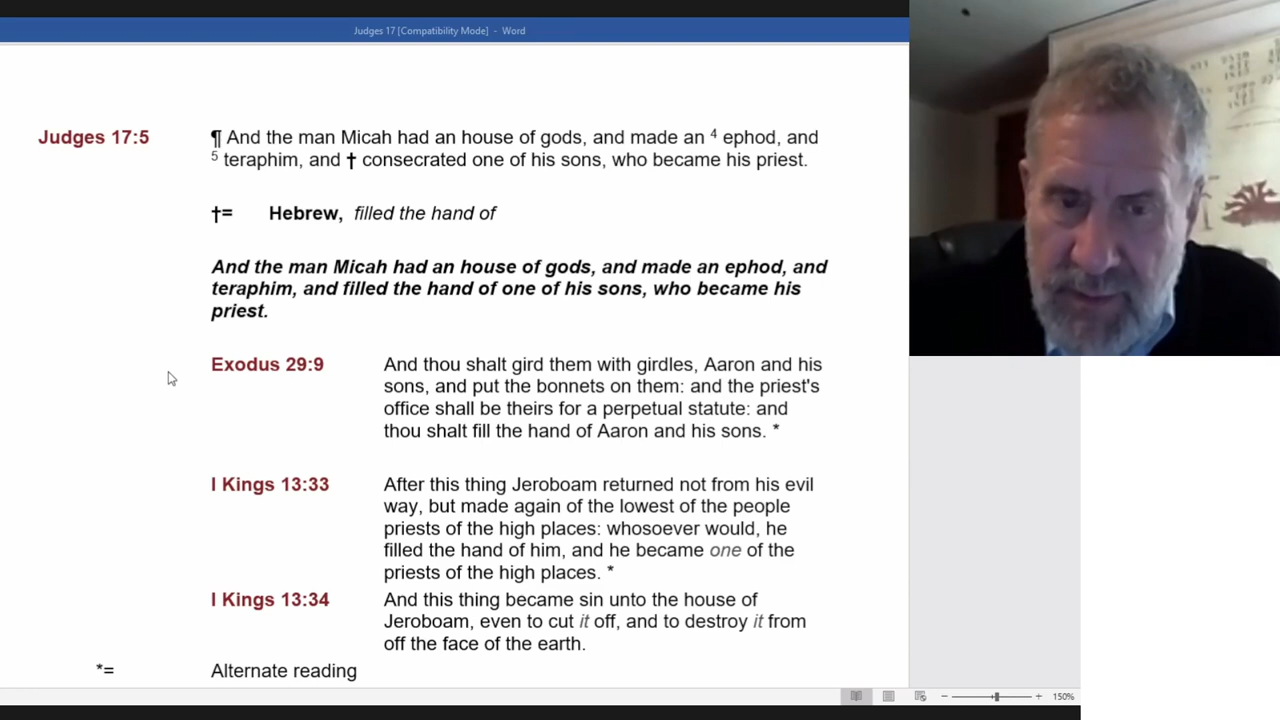 Judges 17 [Compatibility Mode] - Word
Judges 17:5 ¶ And the man Micah had an house of gods, and made an 4 ephod, and
5 teraphim, and † consecrated one of his sons, who became his priest.
†= Hebrew, filled the hand of
And the man Micah had an house of gods, and made an ephod, and
teraphim, and filled the hand of one of his sons, who became his
priest.
Exodus 29:9 And thou shalt gird them with girdles, Aaron and his
sons, and put the bonnets on them: and the priest's
office shall be theirs for a perpetual statute: and
thou shalt fill the hand of Aaron and his sons. *
I Kings 13:33 After this thing Jeroboam returned not from his evil
way, but made again of the lowest of the people
priests of the high places: whosoever would, he
filled the hand of him, and he became one of the
priests of the high places. *
I Kings 13:34 And this thing became sin unto the house of
Jeroboam, even to cut it off, and to destroy it from
off the face of the earth.
*= Alternate reading
150%